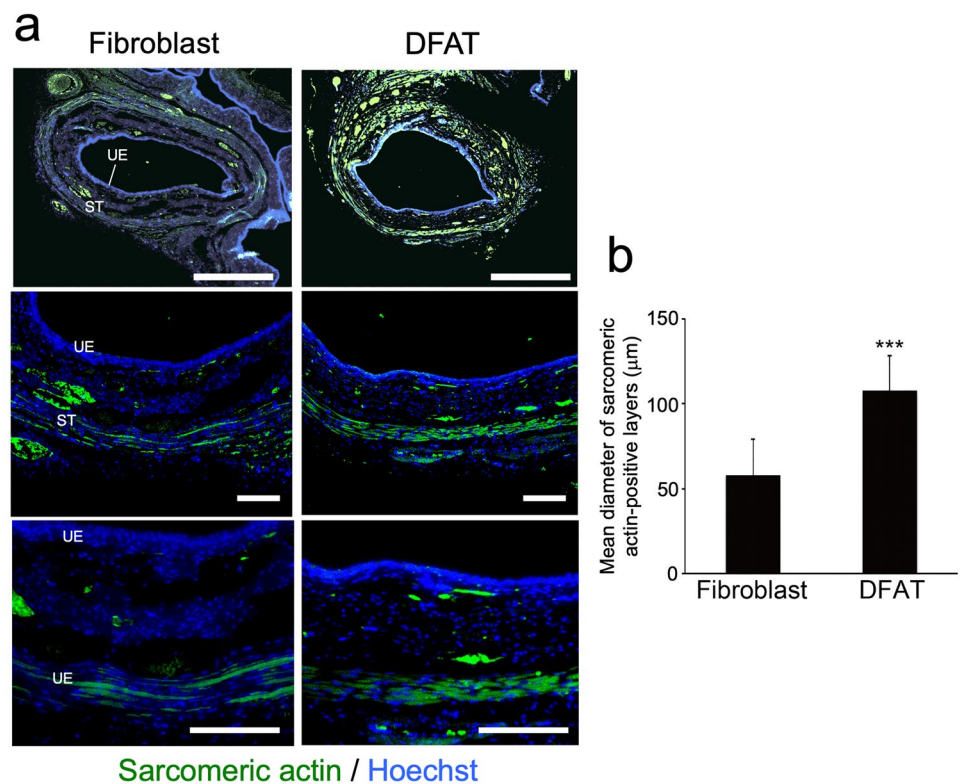 a
Fibroblast DFAT
UE
ST
UE
ST
UE
UE
Sarcomeric actin / Hoechst
b
Mean diameter of sarcomeric
actin-positive layers (µm)
150
100
50
0
***
Fibroblast DFAT